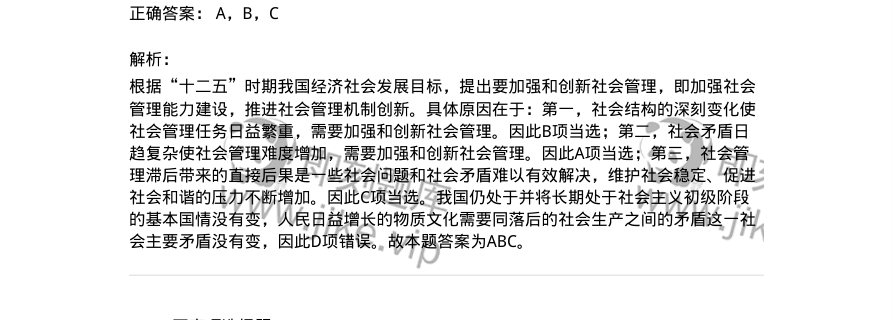 正确答案： A，B，C
解析：
根据“十二五”时期我国经济社会发展目标，提出要加强和创新社会管理，即加强社会
管理能力建设，推进社会管理机制创新。具体原因在于：第一，社会结构的深刻变化使
社会管理任务日益繁重，需要加强和创新社会管理。因此B项当选；第二，社会矛盾日
趋复杂使社会管理难度增加，需要加强和创新社会管理。因此A项当选；第三，社会管
理滞后带来的直接后果是一些社会问题和社会矛盾难以有效解决，维护社会稳定、促进
社会和谐的压力不断增加。因此C项当选。我国仍处于并将长期处于社会主义初级阶段
的基本国情没有变，人民日益增长的物质文化需要同落后的社会生产之间的矛盾这一社
会主要矛盾没有变，因此D项错误。故本题答案为ABC。
即刻题库
www.jike.vip